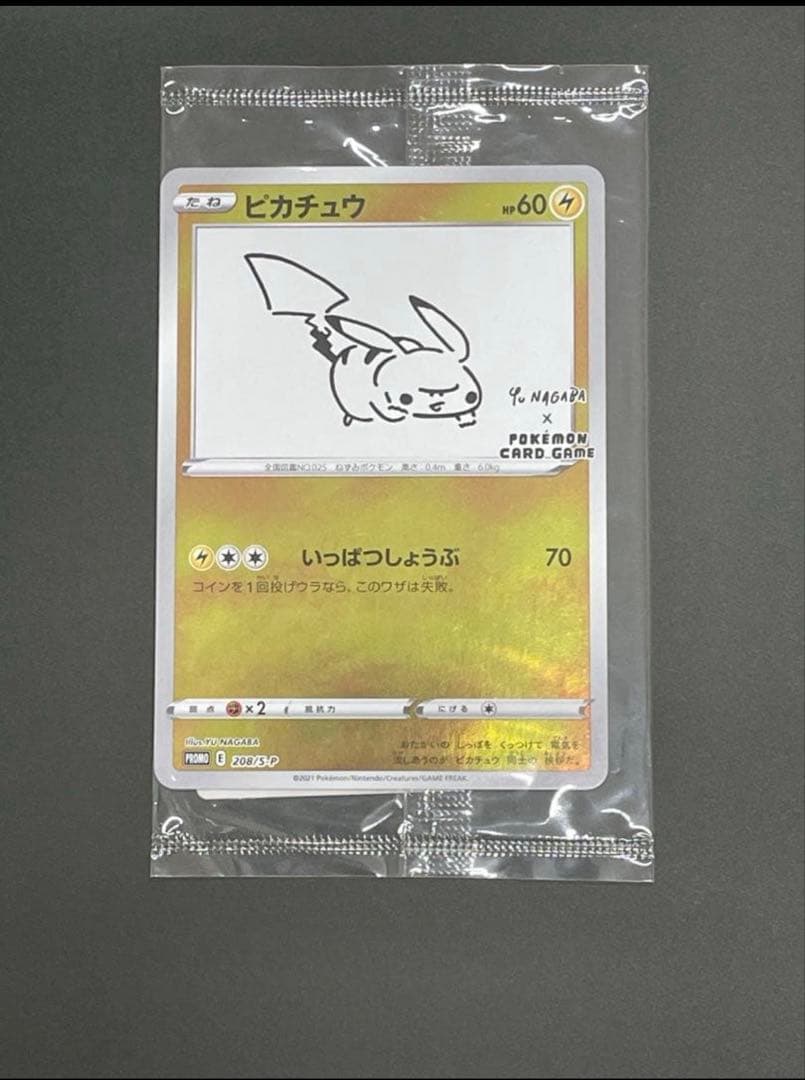 たね ピカチュウ HP60
Yu NAGABA
×
POKÉMON
CARD GAME
全国図鑑NO.025 ねずみポケモン 高さ:0.4m 重さ:6.0kg
いっぱつしょうぶ 70
コインを1回投げウラなら、このワザは失敗。
弱点 ×2 抵抗力 にげる
illus.YU NAGABA
PROMO E 208/S-P
おたがいの しっぽを くっつけて 電気を
流しあうのが ピカチュウ 同士の 挨拶だ。
©2021 Pokémon/Nintendo/Creatures/GAME FREAK.